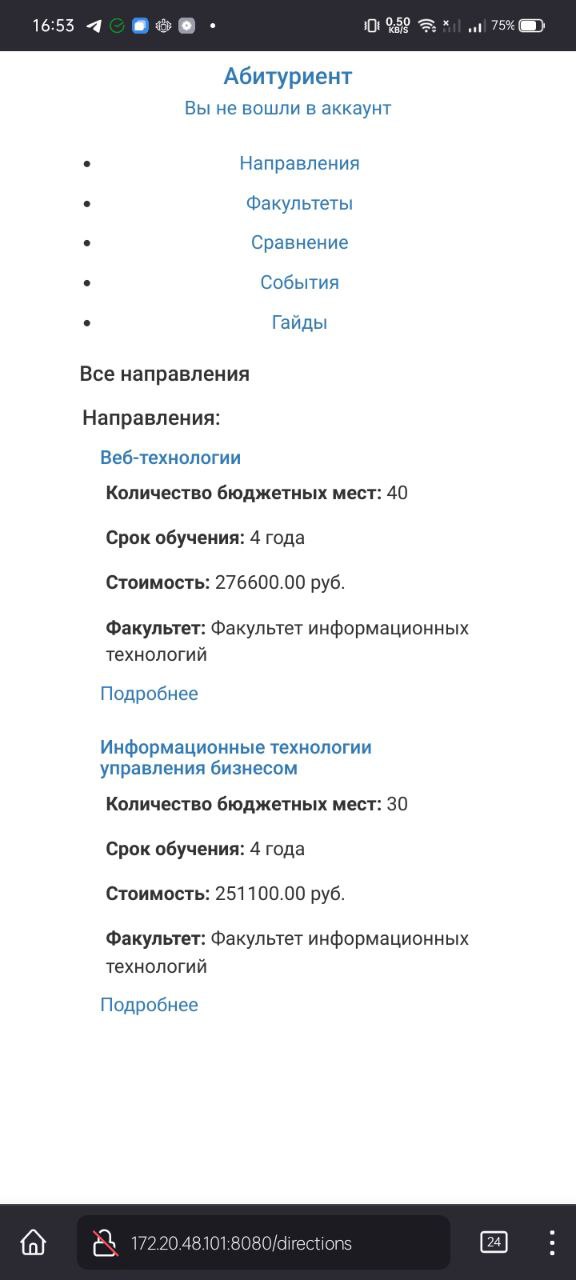 16:53
0.50
KB/S
75%
Абитуриент
Вы не вошли в аккаунт
Направления
Факультеты
Сравнение
События
Гайды
Все направления
Направления:
Веб-технологии
Количество бюджетных мест: 40
Срок обучения: 4 года
Стоимость: 276600.00 руб.
Факультет: Факультет информационных
технологий
Подробнее
Информационные технологии
управления бизнесом
Количество бюджетных мест: 30
Срок обучения: 4 года
Стоимость: 251100.00 руб.
Факультет: Факультет информационных
технологий
Подробнее
172.20.48.101:8080/directions
24